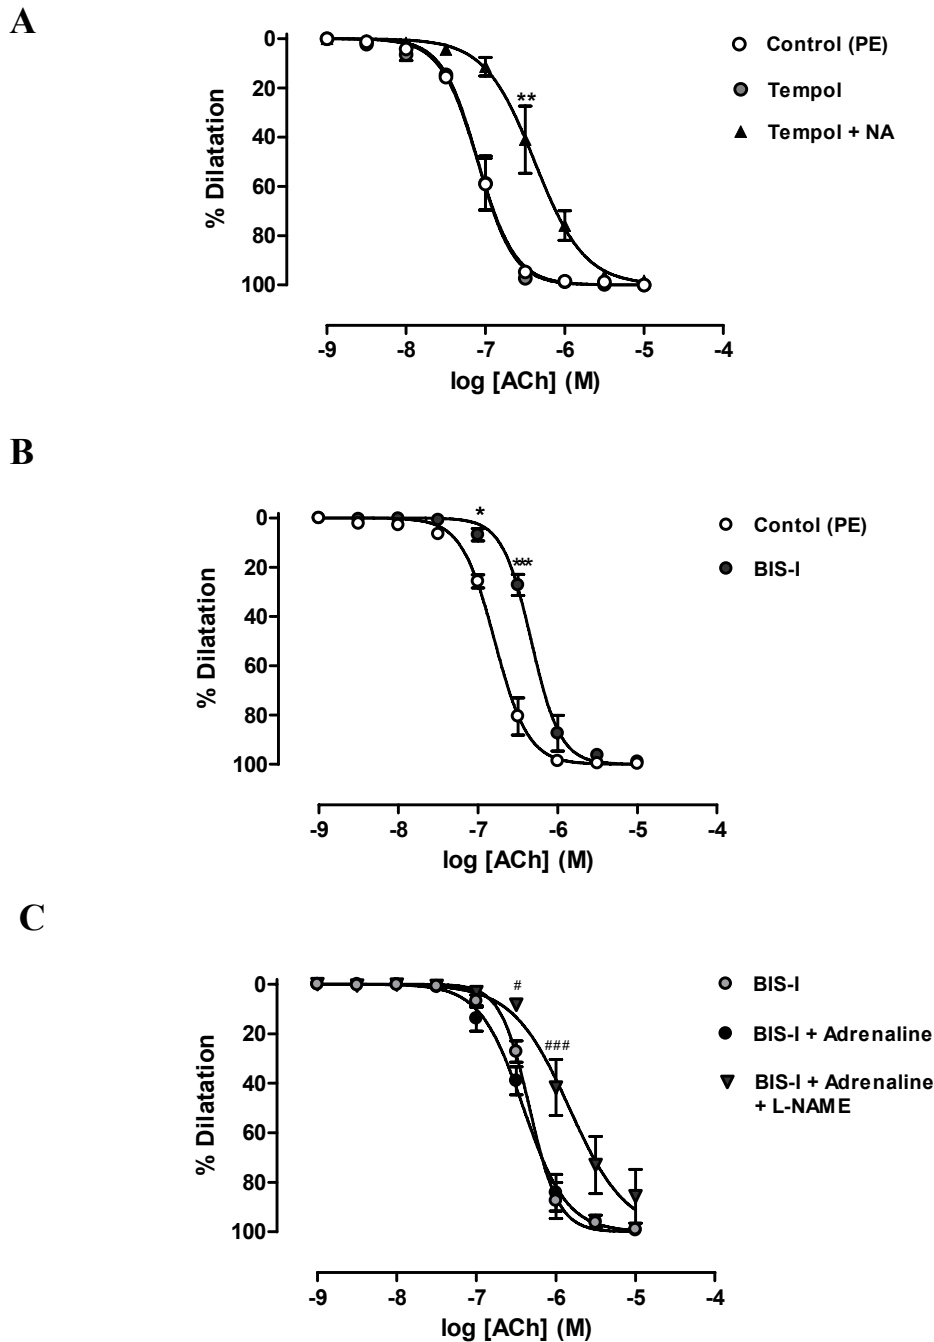 A
0
20
40
60
80
100
% Dilatation
**
Control (PE)
Tempol
Tempol + NA
-9 -8 -7 -6 -5 -4
log [ACh] (M)
B
0
20
40
60
80
100
% Dilatation
*
***
Contol (PE)
BIS-I
-9 -8 -7 -6 -5 -4
log [ACh] (M)
C
0
20
40
60
80
100
% Dilatation
#
###
BIS-I
BIS-I + Adrenaline
BIS-I + Adrenaline
+ L-NAME
-9 -8 -7 -6 -5 -4
log [ACh] (M)